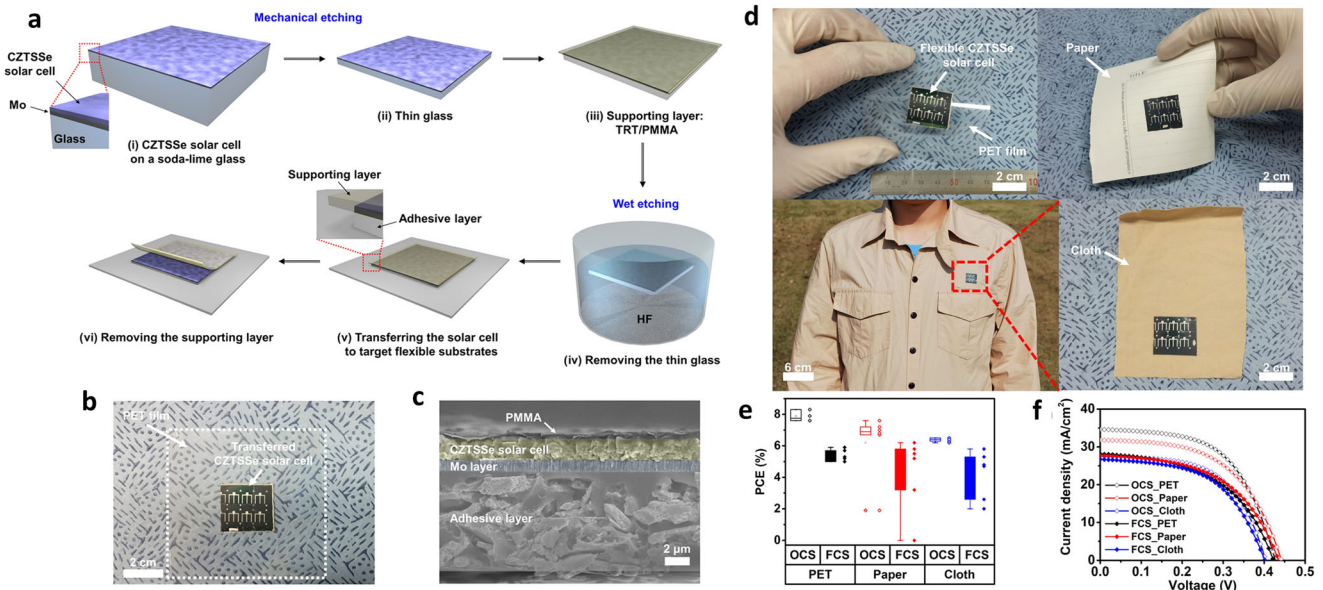 a
Mechanical etching
CZTSSe
solar cell
Mo
Glass
(i) CZTSSe solar cell
on a soda-lime glass
(ii) Thin glass
(iii) Supporting layer:
TRT/PMMA
Wet etching
HF
(iv) Removing the thin glass
Supporting layer
Adhesive layer
(v) Transferring the solar cell
to target flexible substrates
(vi) Removing the supporting layer
b
PET film
Transferred
CZTSSe solar cell
2 cm
c
PMMA
CZTSSe solar cell
Mo layer
Adhesive layer
2 µm
d
Flexible CZTSSe
solar cell
PET film
50
10
2 cm
Paper
TITLE
2 cm
6 cm
Cloth
2 cm
e
PCE (%)
8
6
4
2
0
OCS FCS OCS FCS OCS FCS
PET Paper Cloth
f
Current density (mA/cm²)
40
35
30
25
20
15
10
5
0
OCS_PET
OCS_Paper
OCS_Cloth
FCS_PET
FCS_Paper
FCS_Cloth
0.0 0.1 0.2 0.3 0.4 0.5
Voltage (V)